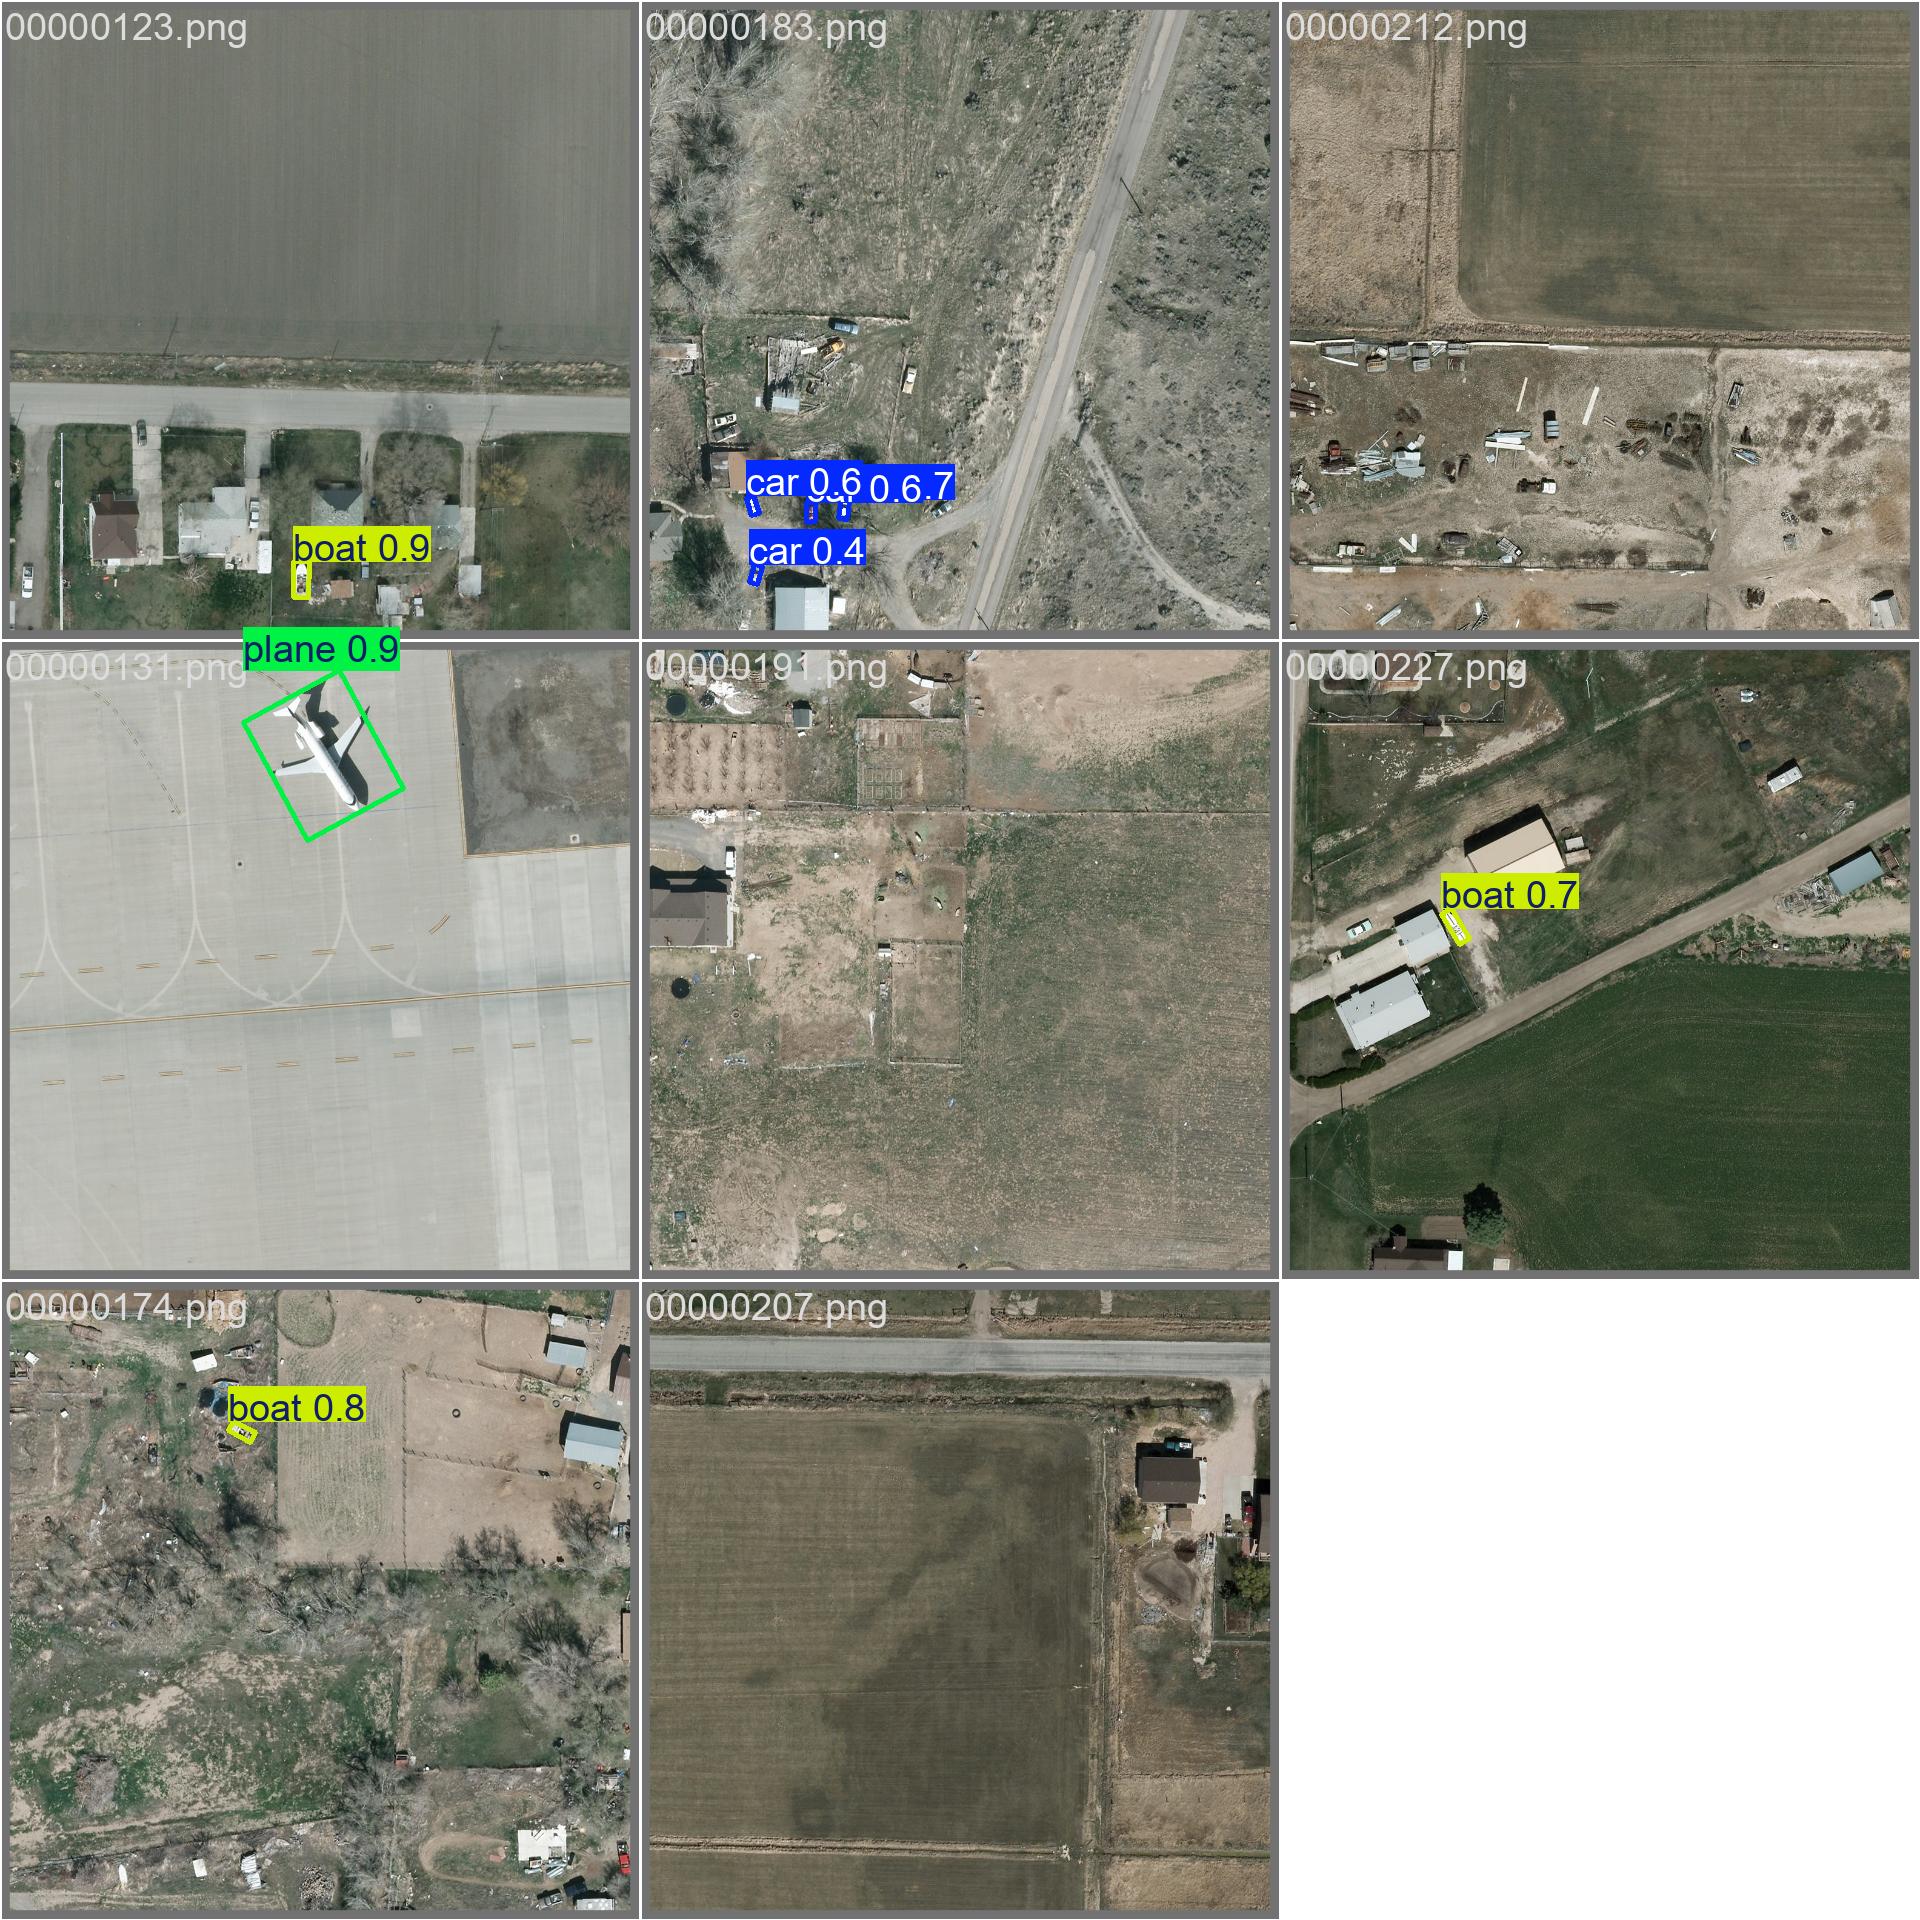 00000123.png
00000183.png
00000212.png
car 0.6
car 0.6
.7
boat 0.9
car 0.4
plane 0.9
00000131.png
00000191.png
00000227.png
boat 0.7
00000174.png
00000207.png
boat 0.8